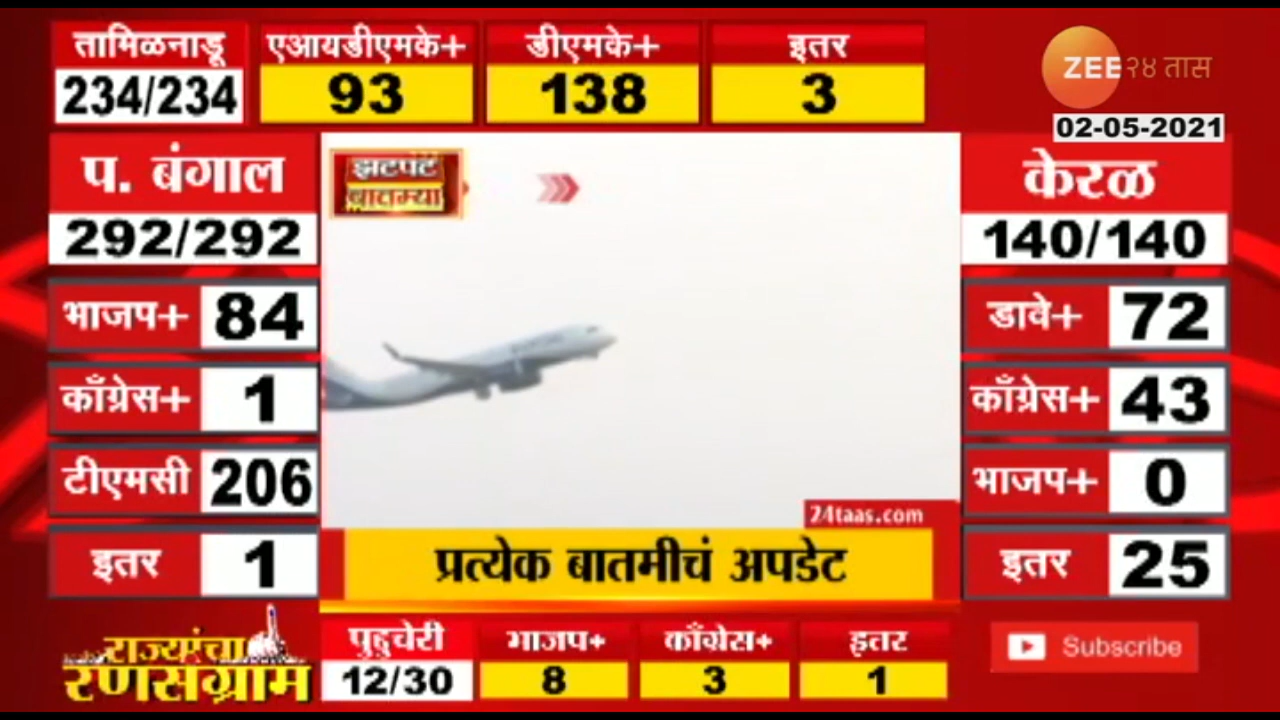 तामिळनाडू एआयडीएमके+ डीएमके+ इतर
234/234 93 138 3
ZEE २४ तास
02-05-2021
प. बंगाल
292/292
भाजप+ 84
काँग्रेस+ 1
टीएमसी 206
इतर 1
झटपट
बातम्या
24taas.com
प्रत्येक बातमीचं अपडेट
केरळ
140/140
डावे+ 72
काँग्रेस+ 43
भाजप+ 0
इतर 25
राज्यांचा
रणसंग्राम
पुद्दुचेरी भाजप+ काँग्रेस+ इतर
12/30 8 3 1
Subscribe